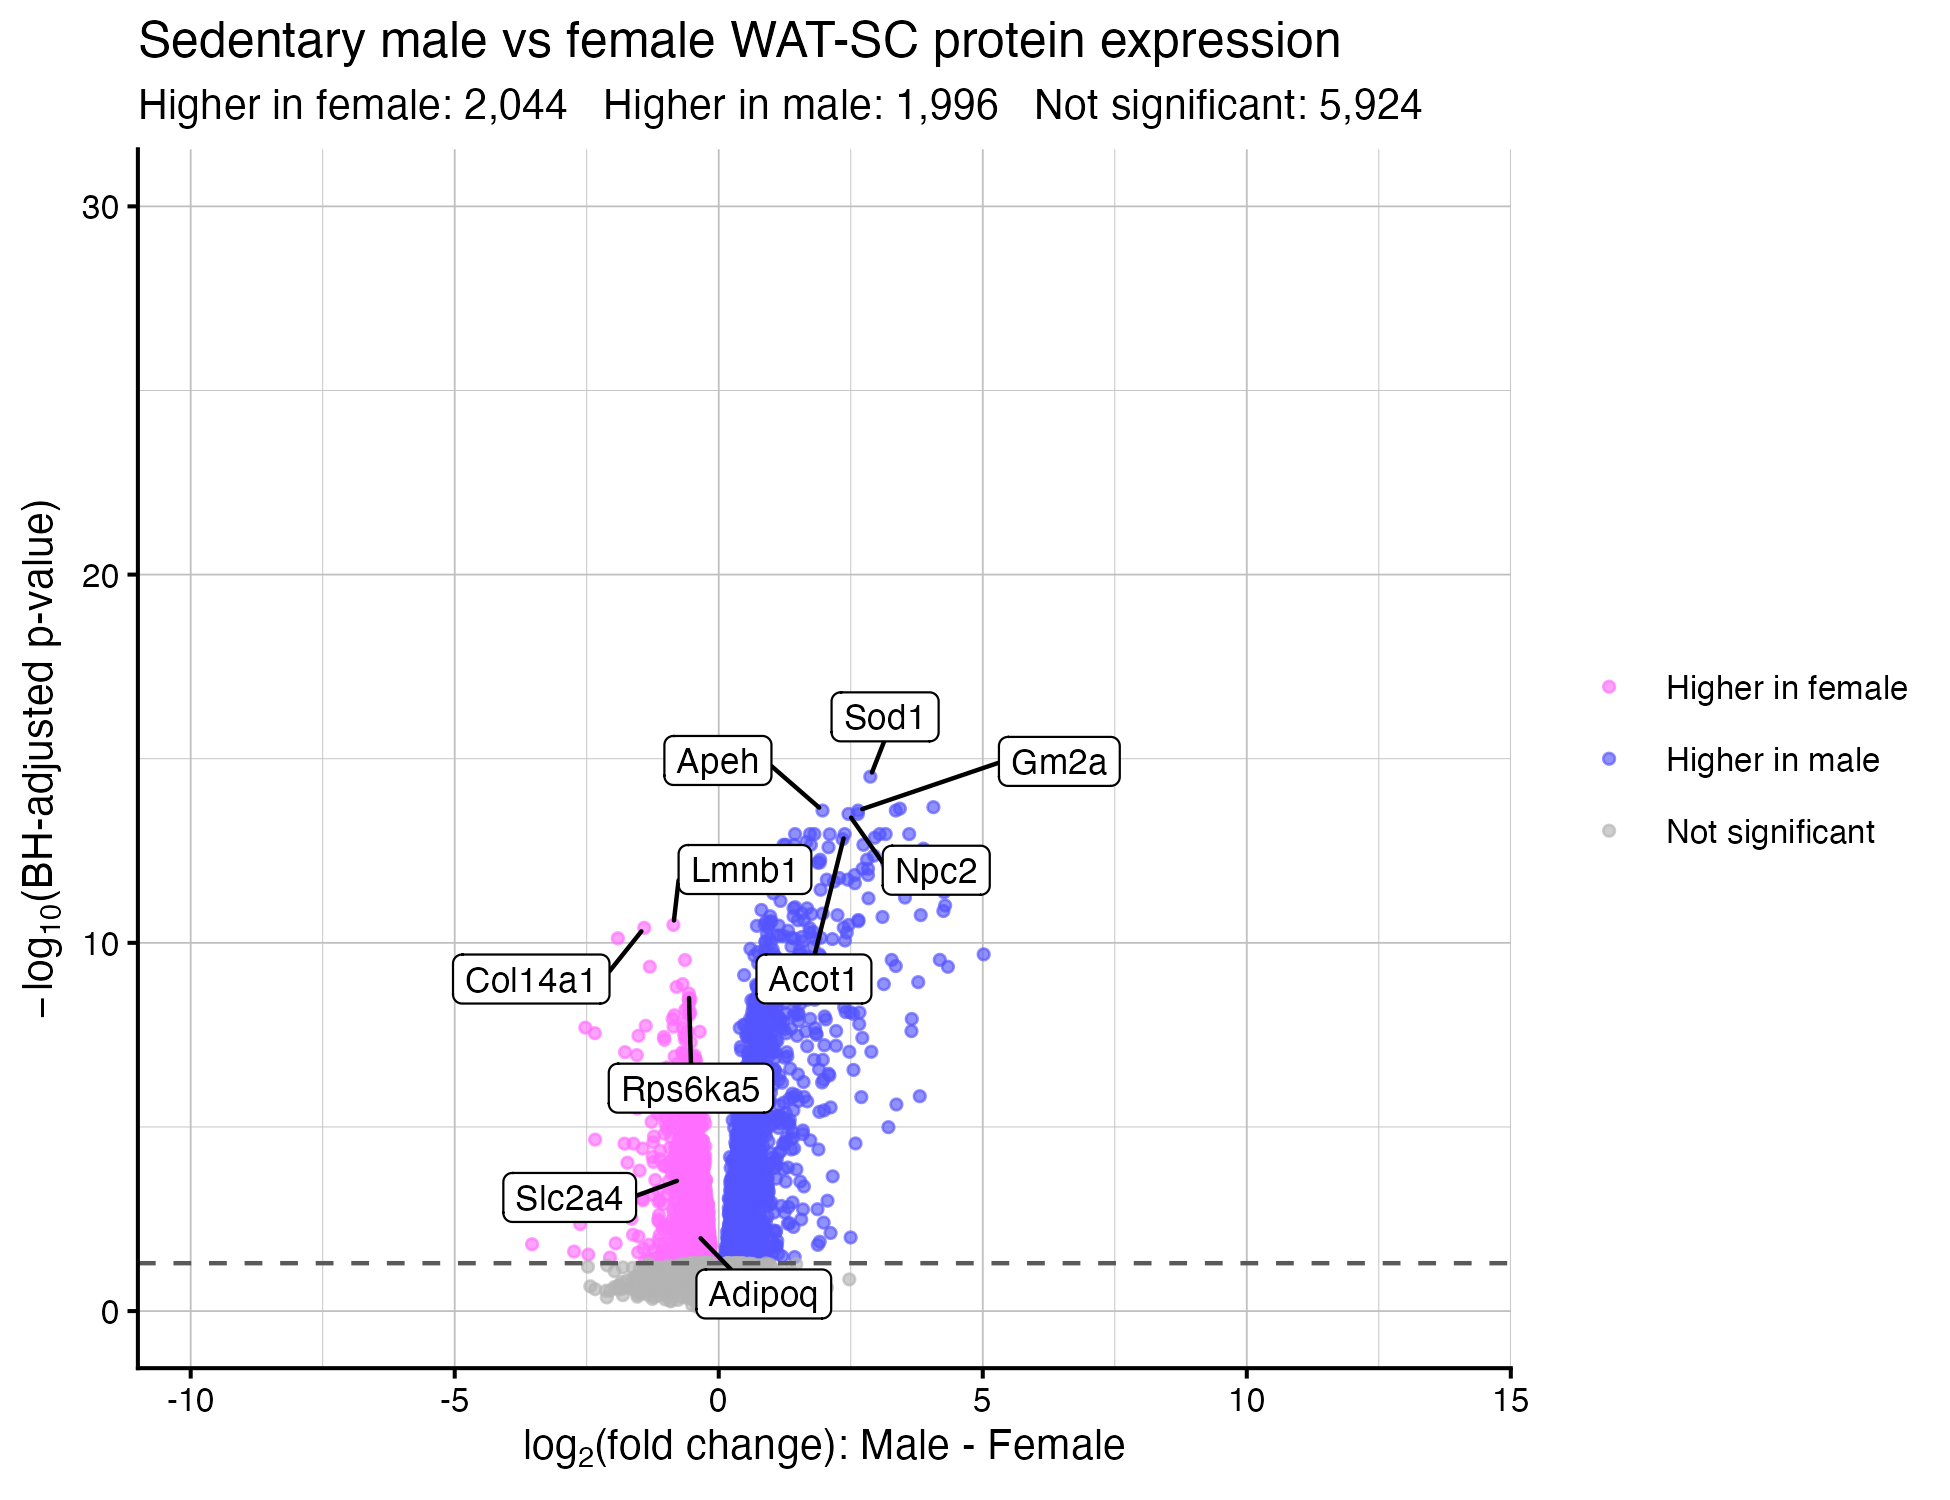 Sedentary male vs female WAT-SC protein expression
Higher in female: 2,044   Higher in male: 1,996   Not significant: 5,924
30
20
10
0
−log₁₀(BH-adjusted p-value)
Sod1
Apeh
Gm2a
Lmnb1
Npc2
Col14a1
Acot1
Rps6ka5
Slc2a4
Adipoq
-10
-5
0
5
10
15
log₂(fold change): Male - Female
Higher in female
Higher in male
Not significant